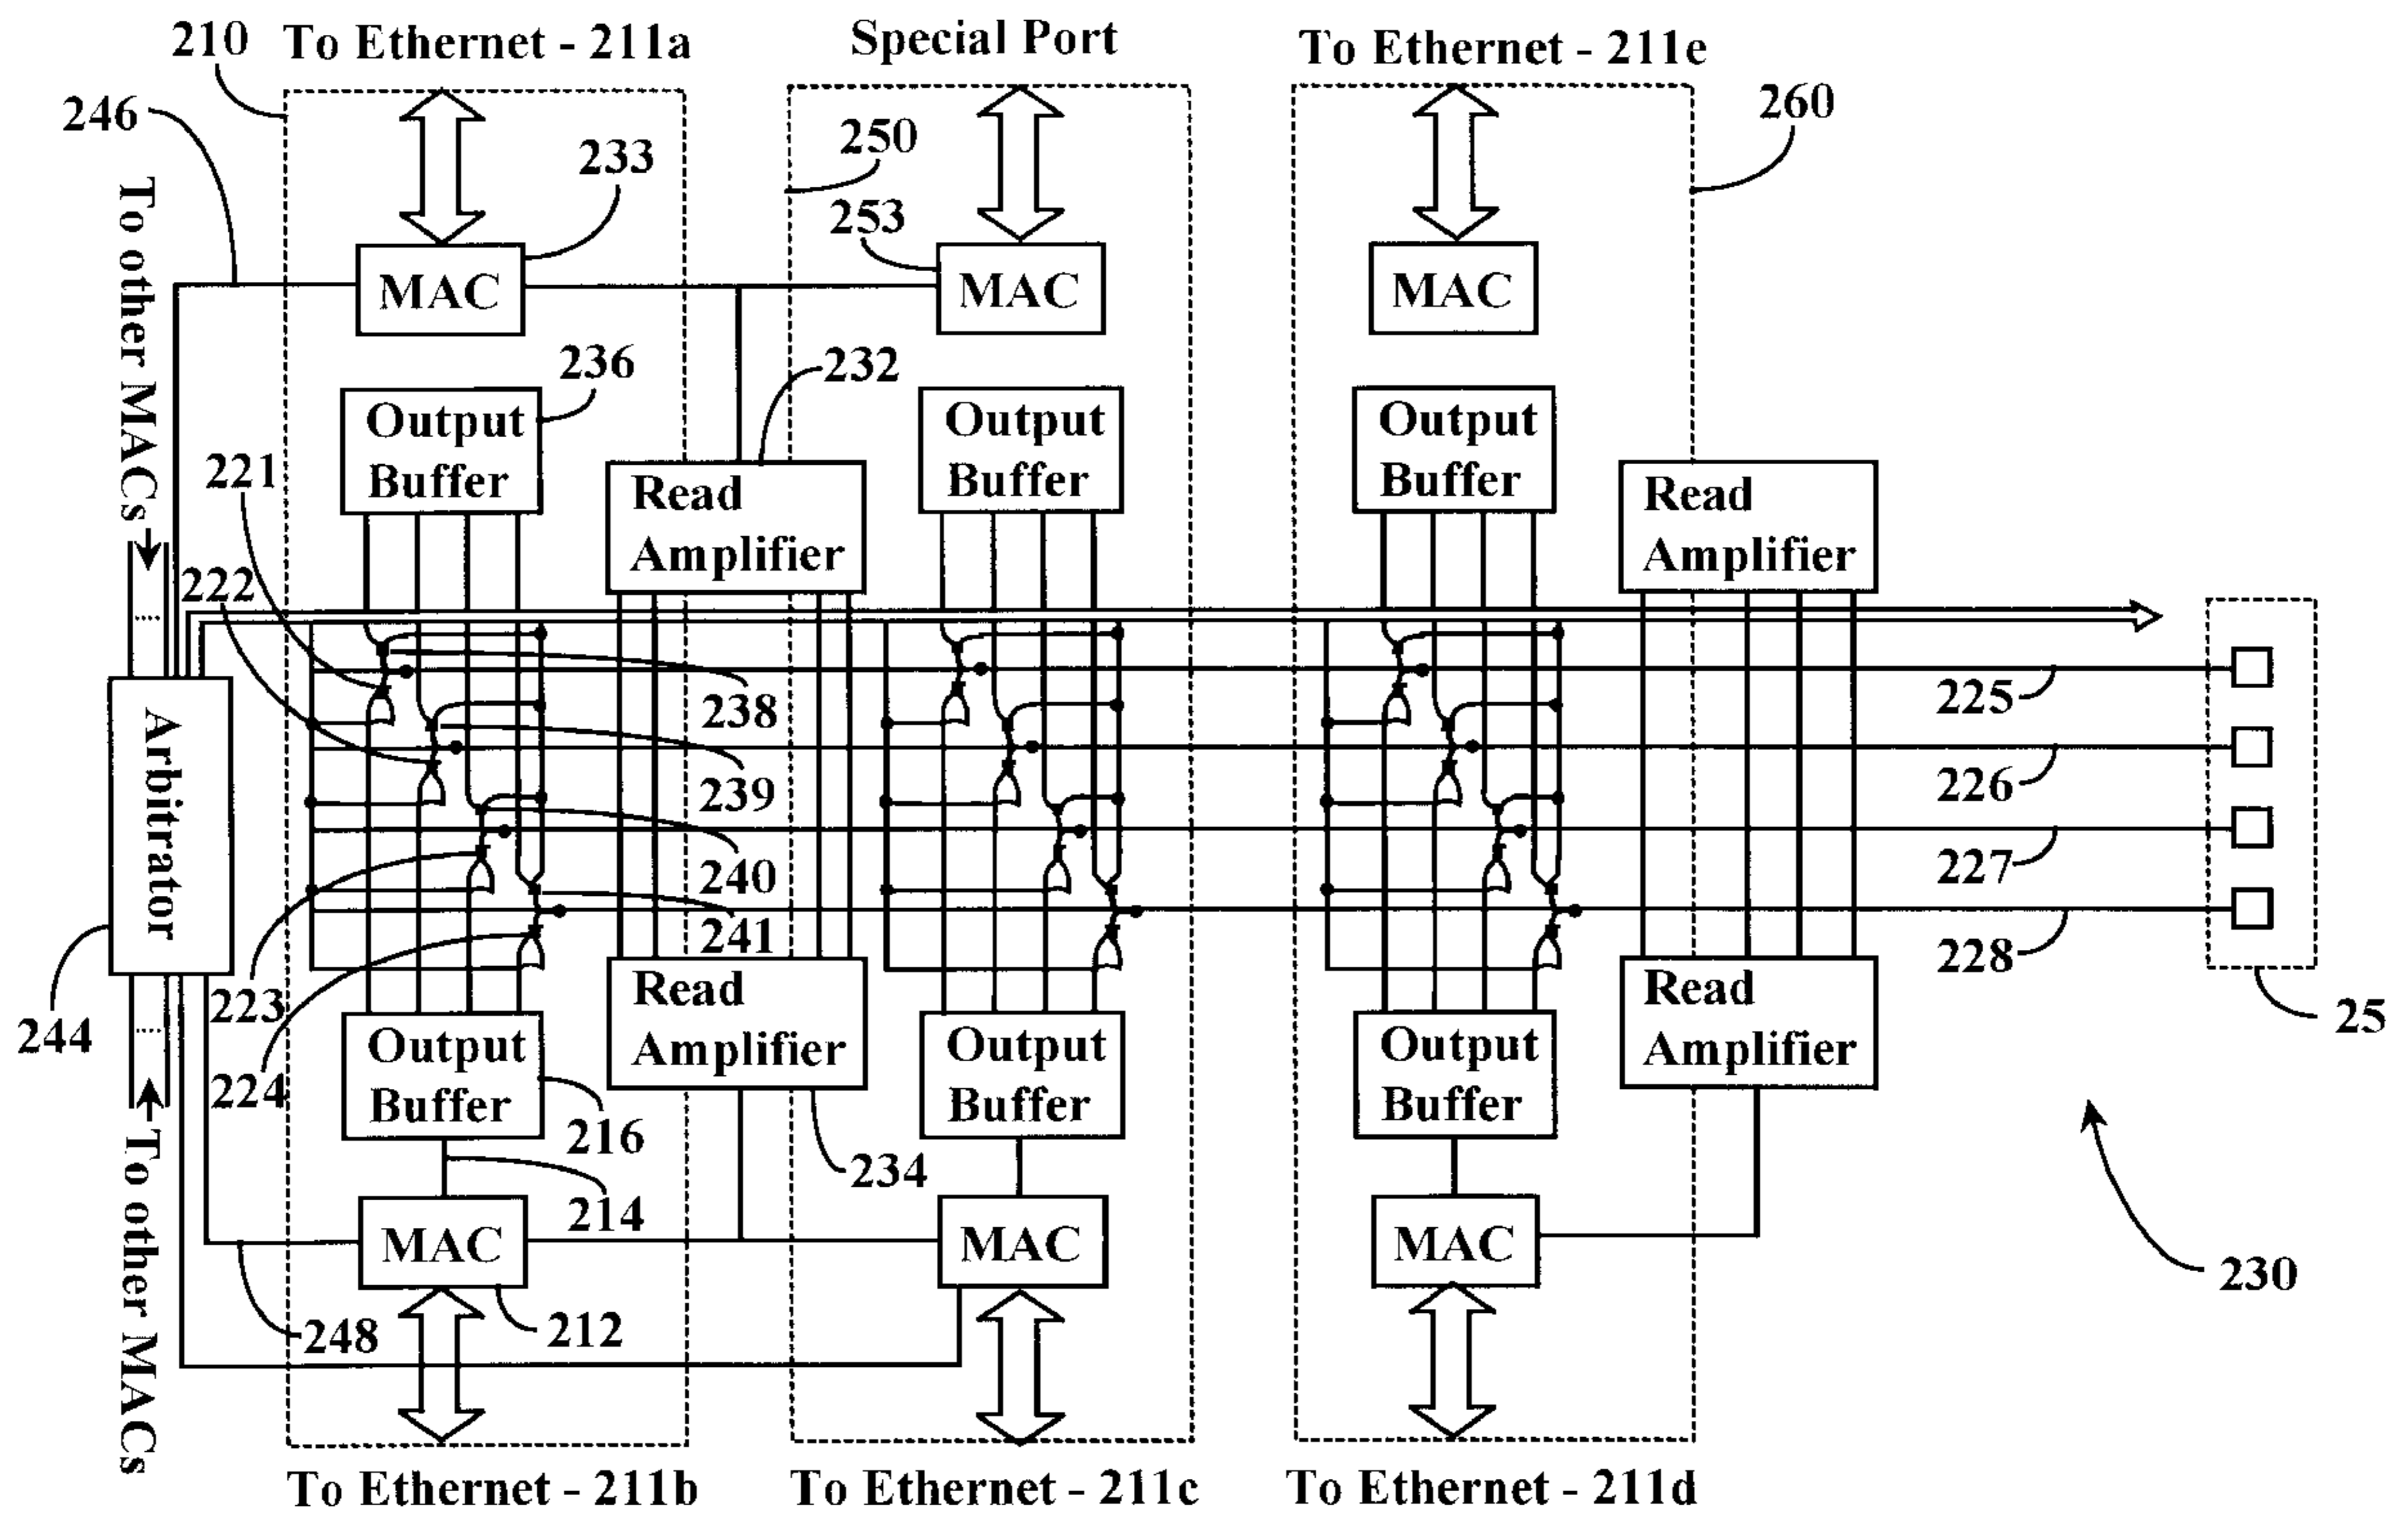 210
To Ethernet - 211a
Special Port
To Ethernet - 211e
246
260
250
233
253
To other MACs
MAC
MAC
MAC
236
232
Output
Buffer
Output
Buffer
Output
Buffer
221
Read
Amplifier
Read
Amplifier
222
238
225
239
226
Arbitrator
240
227
241
228
223
Read
Amplifier
Read
Amplifier
244
25
224
Output
Buffer
Output
Buffer
Output
Buffer
216
234
214
To other MACs
MAC
MAC
MAC
230
248
212
To Ethernet - 211b
To Ethernet - 211c
To Ethernet - 211d